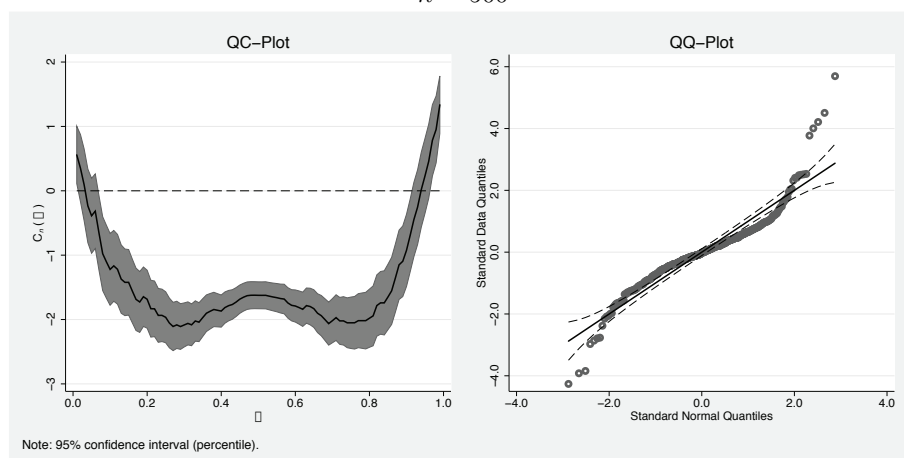 QC−Plot
2
1
0
−1
−2
−3
0.0 0.2 0.4 0.6 0.8 1.0
QQ−Plot
Standard Data Quantiles
6.0
4.0
2.0
0.0
−2.0
−4.0
−4.0 −2.0 0.0 2.0 4.0
Standard Normal Quantiles
Note: 95% confidence interval (percentile).